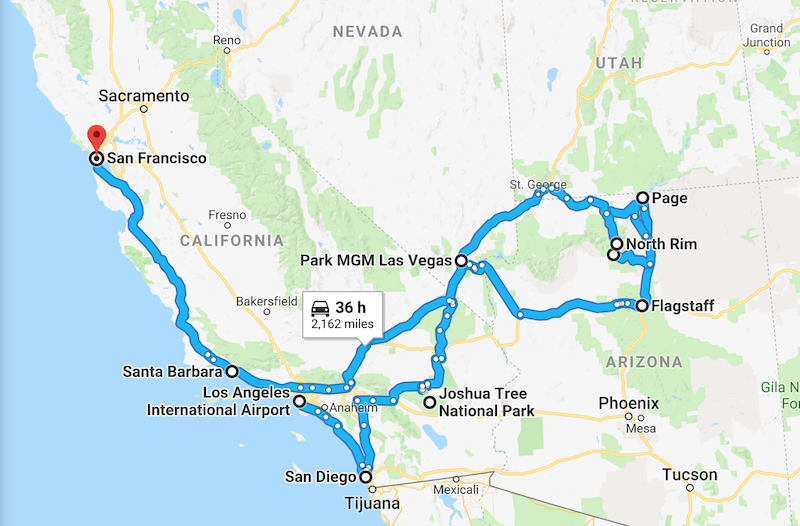 NEVADA
Reno
Grand
Junction
UTAH
Sacramento
San Francisco
St. George
Page
Fresno
CALIFORNIA
North Rim
Park MGM Las Vegas
Bakersfield
36 h
2,162 miles
Flagstaff
ARIZONA
Santa Barbara
Los Angeles
International Airport
Anaheim
Joshua Tree
National Park
Phoenix
Mesa
Gila N
Fores
San Diego
Tijuana
Mexicali
Tucson